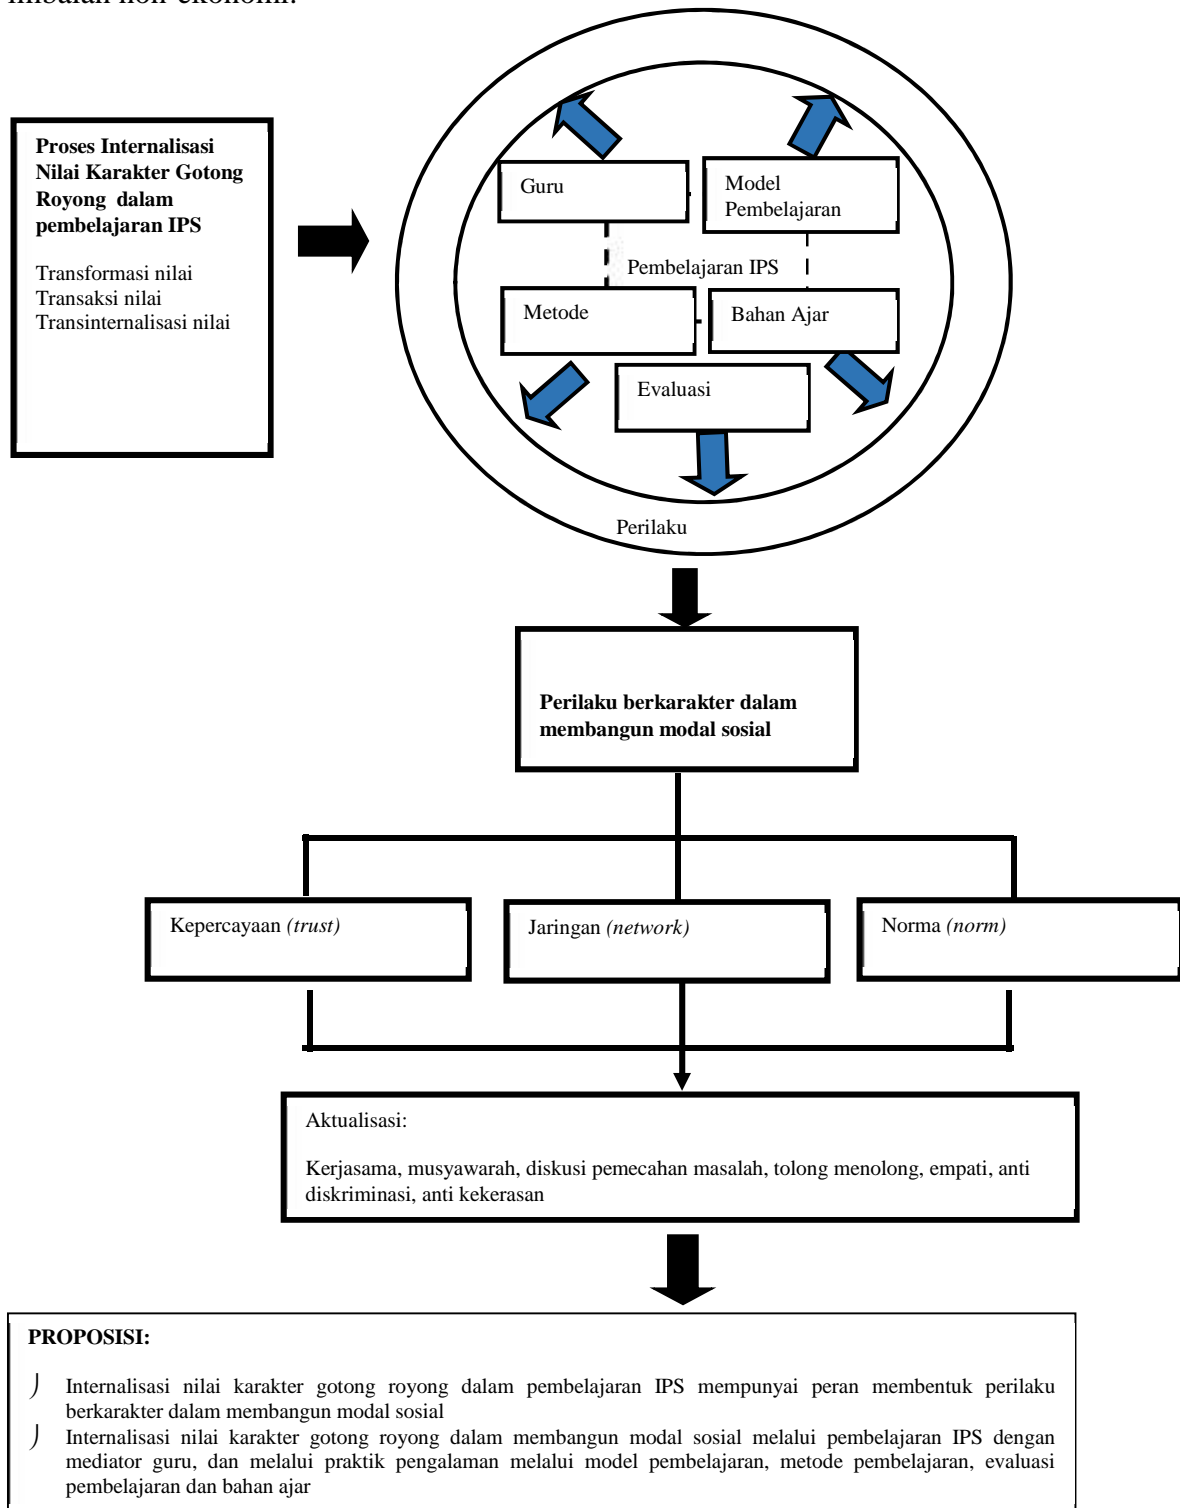 imbalan non-ekonomi.
Proses Internalisasi
Nilai Karakter Gotong
Royong dalam
pembelajaran IPS
Transformasi nilai
Transaksi nilai
Transinternalisasi nilai
Guru
Model
Pembelajaran
Pembelajaran IPS
Metode
Bahan Ajar
Evaluasi
Perilaku
Perilaku berkarakter dalam
membangun modal sosial
Kepercayaan (trust)
Jaringan (network)
Norma (norm)
Aktualisasi:
Kerjasama, musyawarah, diskusi pemecahan masalah, tolong menolong, empati, anti
diskriminasi, anti kekerasan
PROPOSISI:
Internalisasi nilai karakter gotong royong dalam pembelajaran IPS mempunyai peran membentuk perilaku
berkarakter dalam membangun modal sosial
Internalisasi nilai karakter gotong royong dalam membangun modal sosial melalui pembelajaran IPS dengan
mediator guru, dan melalui praktik pengalaman melalui model pembelajaran, metode pembelajaran, evaluasi
pembelajaran dan bahan ajar